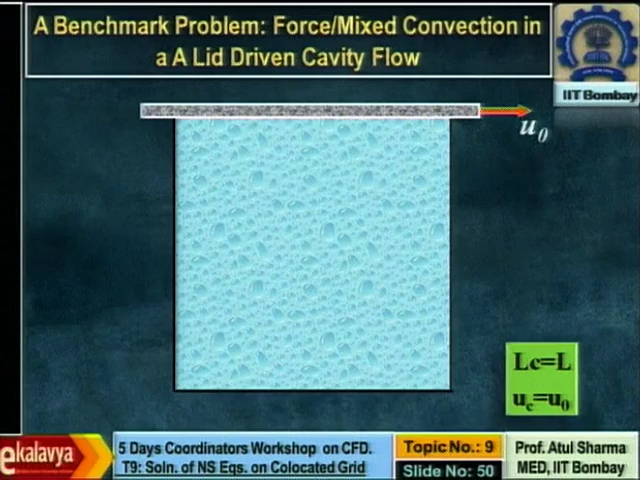 A Benchmark Problem: Force/Mixed Convection in
a A Lid Driven Cavity Flow
IIT Bombay
u0
Lc=L
uc=u0
ekalavya
5 Days Coordinators Workshop on CFD.
T9: Soln. of NS Eqs. on Colocated Grid
Topic No.: 9
Slide No: 50
Prof. Atul Sharma
MED, IIT Bombay